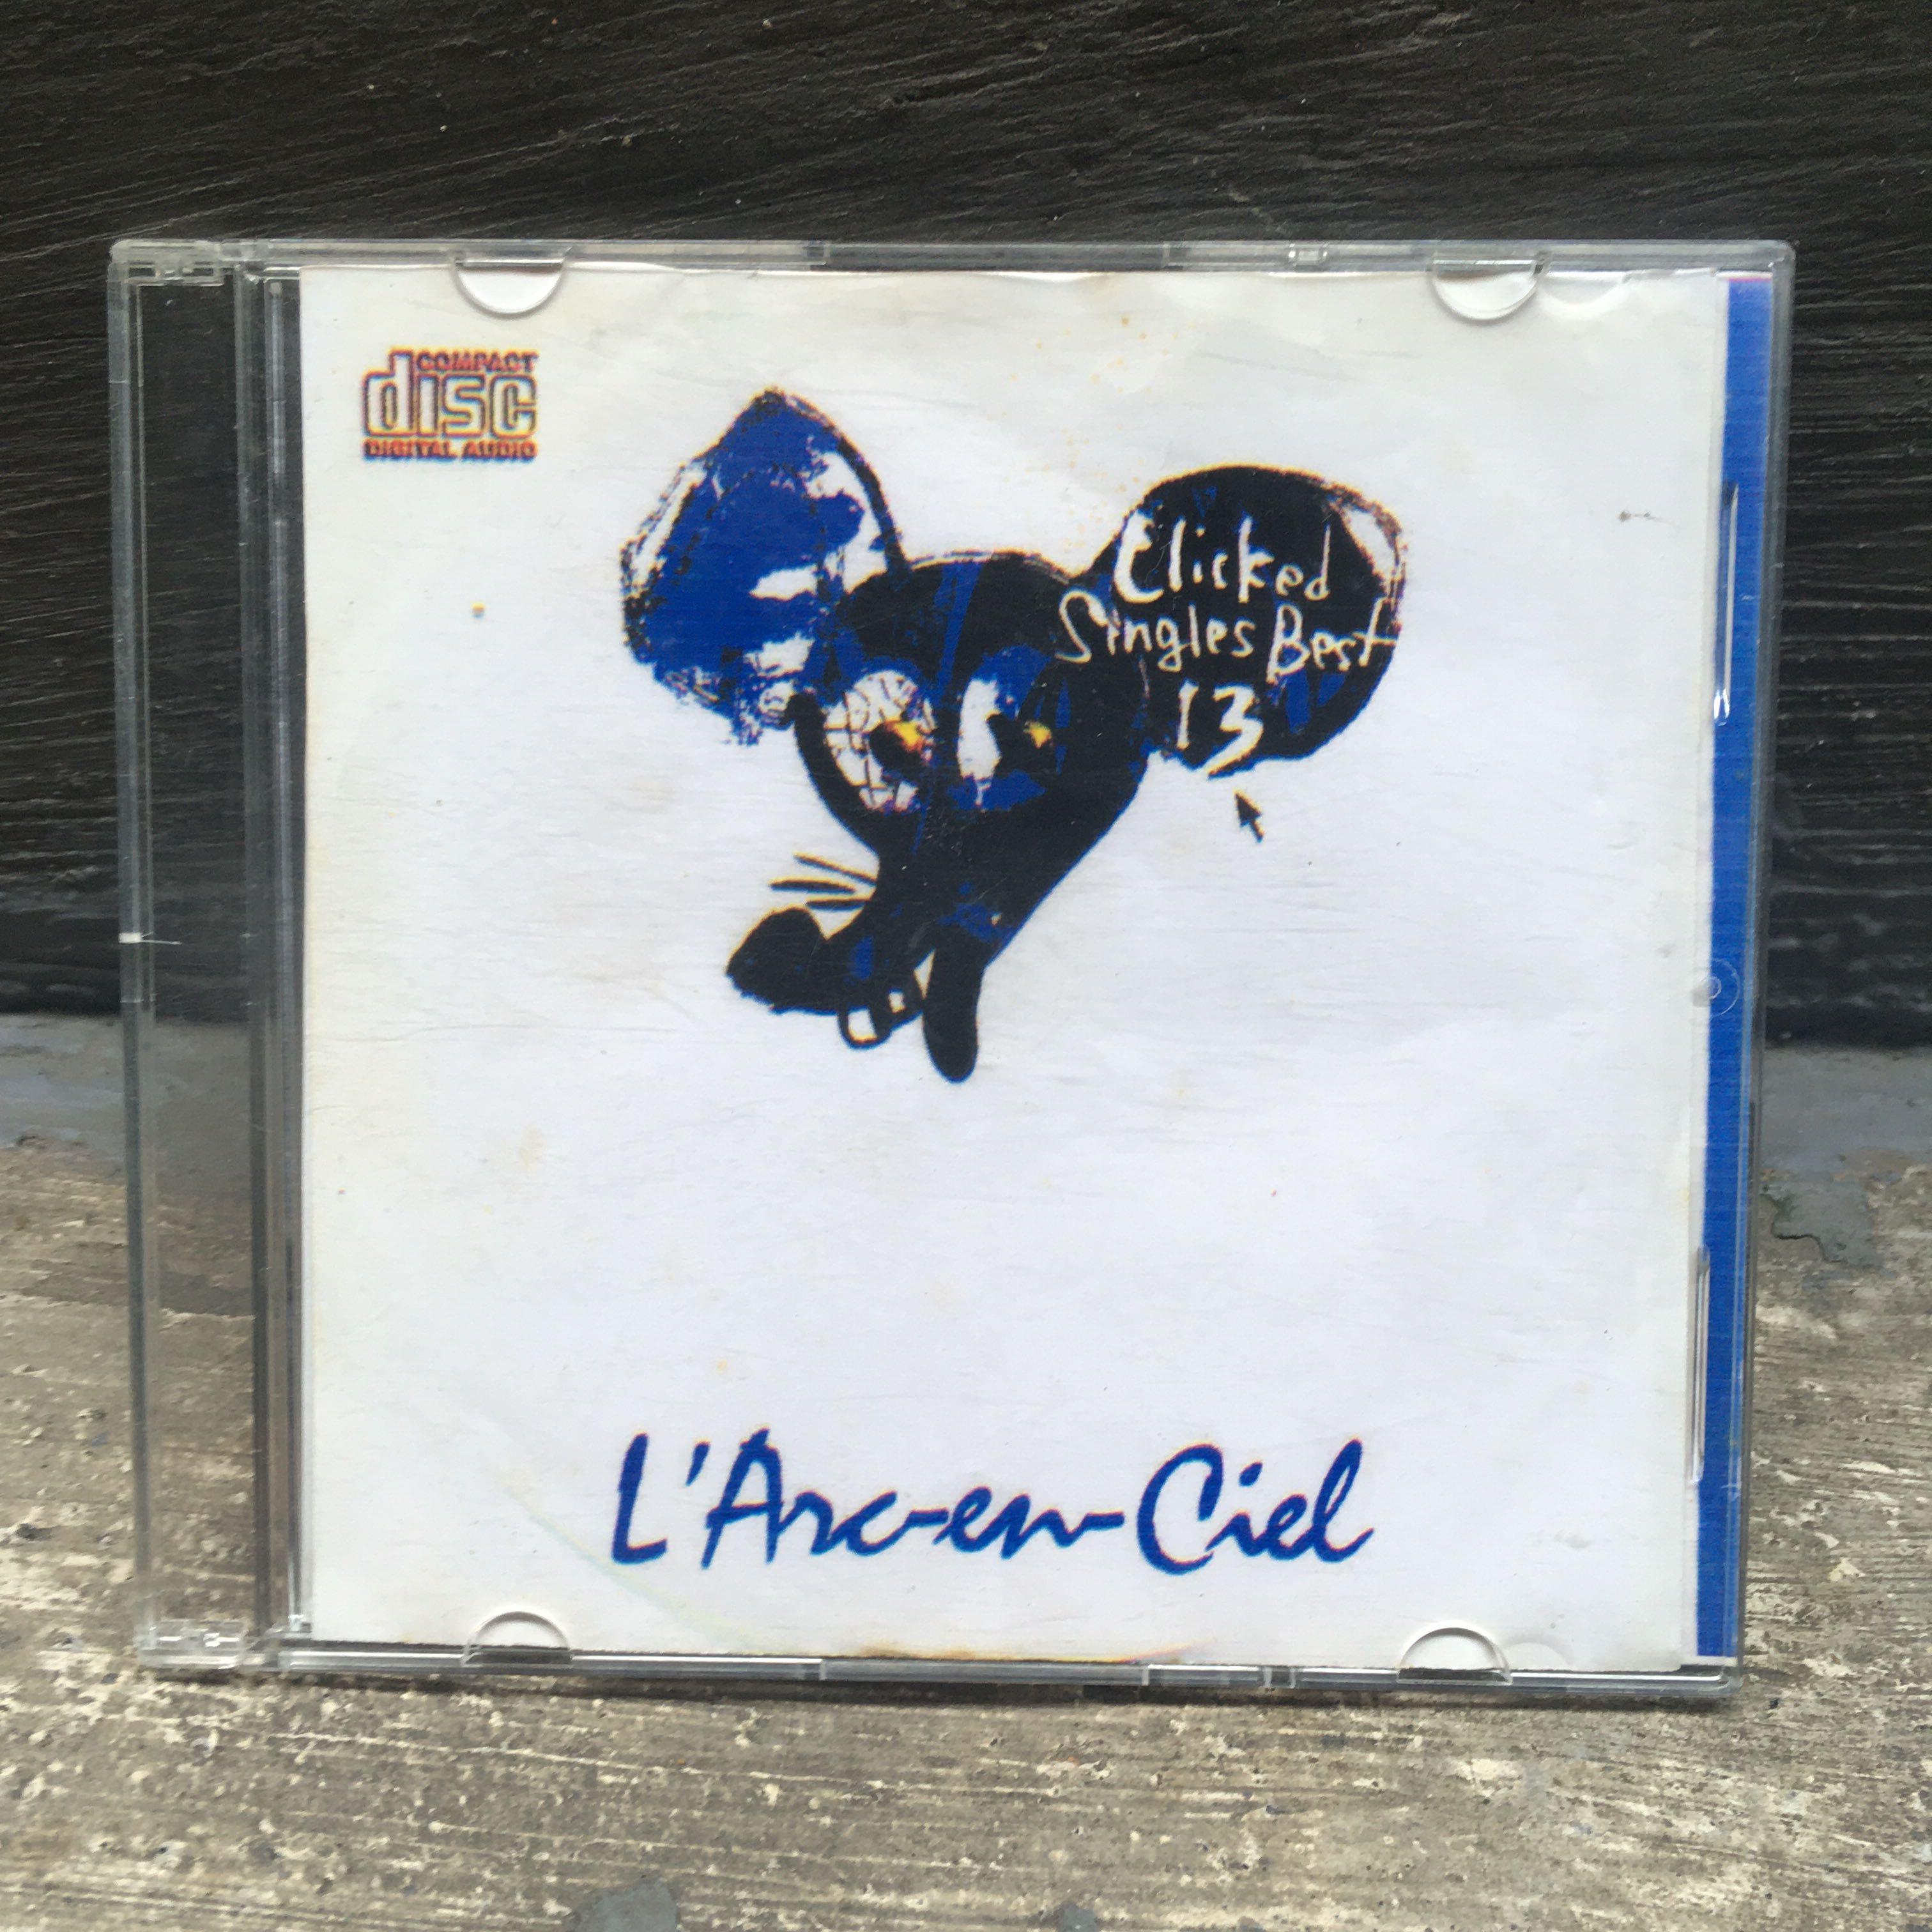 COMPACT
disc
DIGITAL AUDIO
Clicked
Singles Best
13
L'Arc-en-Ciel